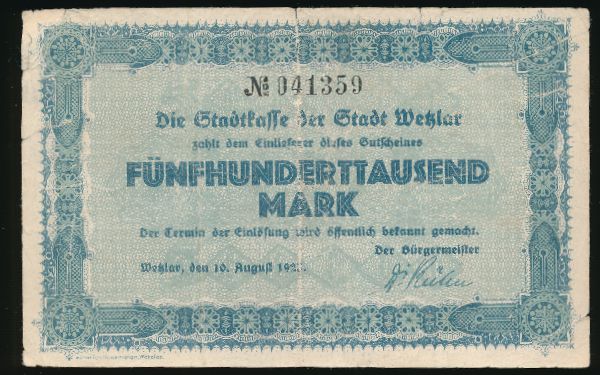 № 041359
Die Stadtkasse der Stadt Wetzlar
zahlt dem Einlieferer dieses Gutscheines
FÜNFHUNDERTTAUSEND
MARK
Der Termin der Einlösung wird öffentlich bekannt gemacht.
Der Bürgermeister
Wetzlar, den 10. August
Wetzlar.